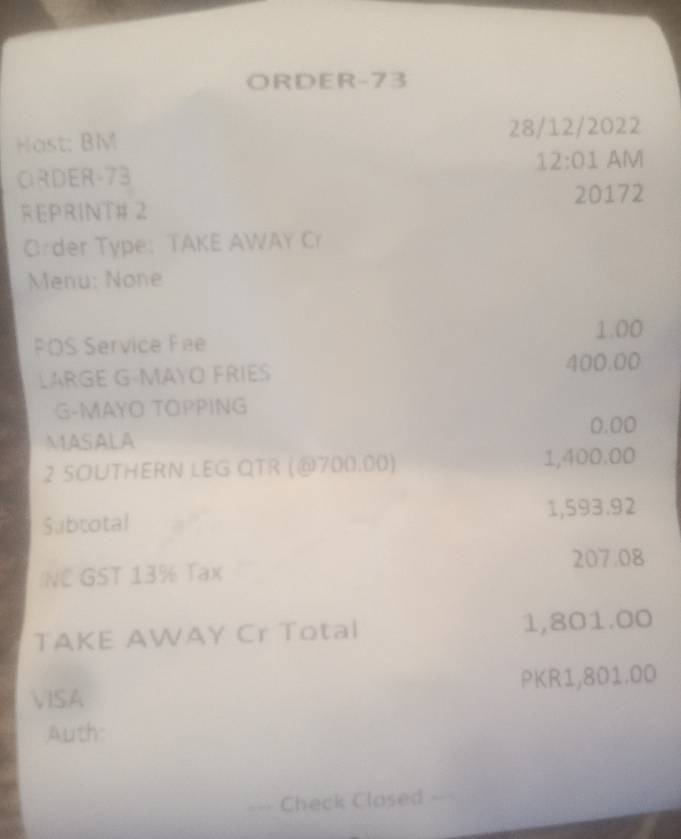 ORDER-73
Host: BM 28/12/2022
ORDER-73 12:01 AM
REPRINT# 2 20172
Order Type: TAKE AWAY Cr
Menu: None
POS Service Fee 1.00
LARGE G-MAYO FRIES 400.00
G-MAYO TOPPING
MASALA 0.00
2 SOUTHERN LEG QTR (@700.00) 1,400.00
Subtotal 1,593.92
INC GST 13% Tax 207.08
TAKE AWAY Cr Total 1,801.00
VISA PKR1,801.00
Auth:
--- Check Closed ---